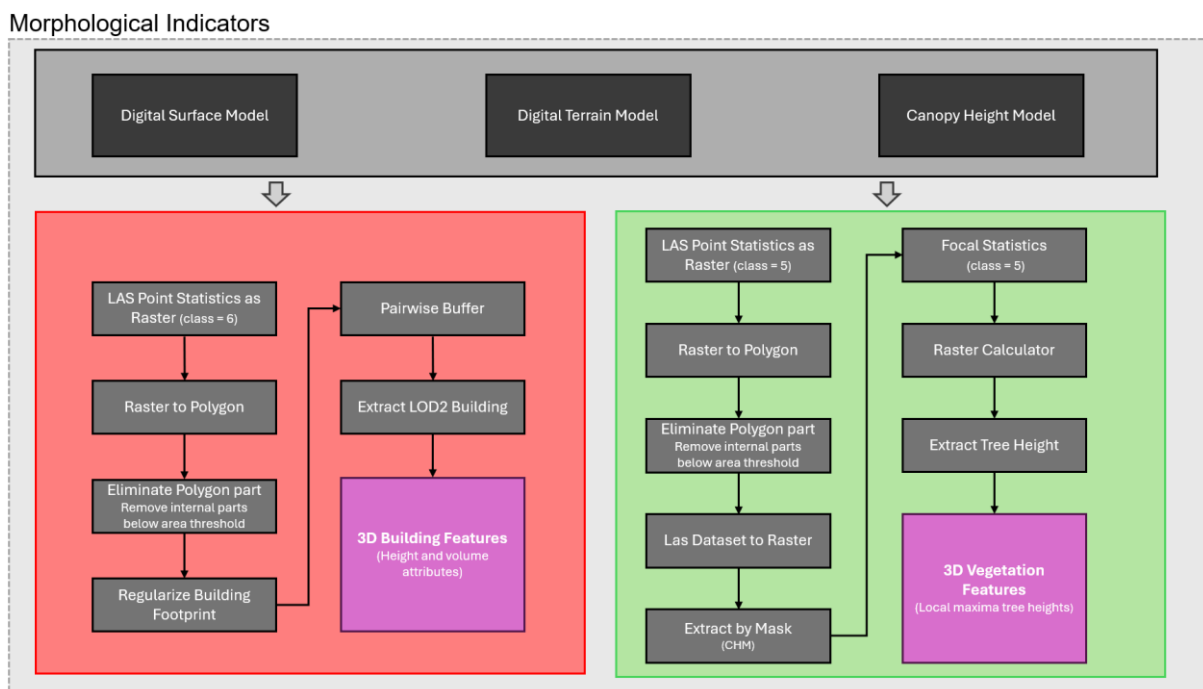 Morphological Indicators
Digital Surface Model
Digital Terrain Model
Canopy Height Model
LAS Point Statistics as
Raster (class = 6)
Raster to Polygon
Eliminate Polygon part
Remove internal parts
below area threshold
Regularize Building
Footprint
Pairwise Buffer
Extract LOD2 Building
3D Building Features
(Height and volume
attributes)
LAS Point Statistics as
Raster (class = 5)
Raster to Polygon
Eliminate Polygon part
Remove internal parts
below area threshold
Las Dataset to Raster
Extract by Mask
(CHM)
Focal Statistics
(class = 5)
Raster Calculator
Extract Tree Height
3D Vegetation
Features
(Local maxima tree heights)